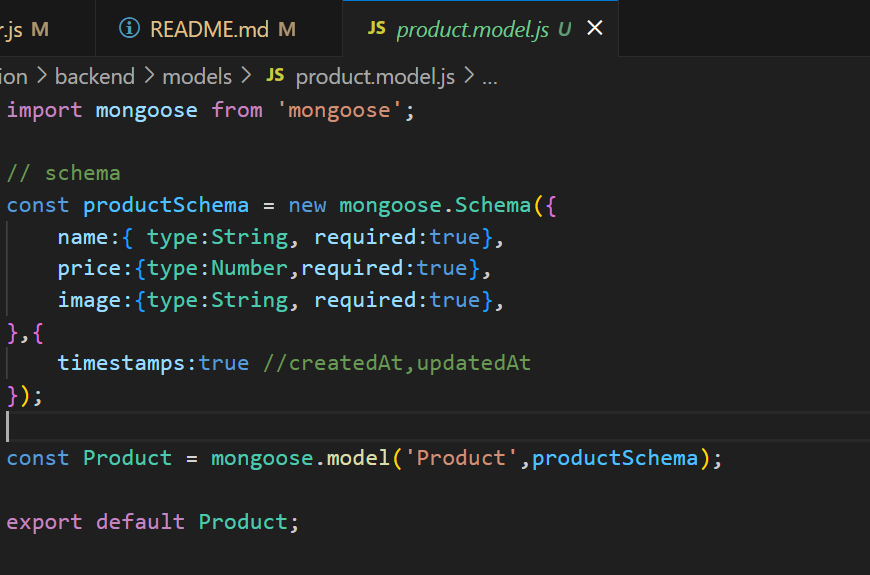 r.js M README.md M JS product.model.js U
ion > backend > models > JS product.model.js > ...
import mongoose from 'mongoose';
// schema
const productSchema = new mongoose.Schema({
    name:{ type:String, required:true},
    price:{type:Number,required:true},
    image:{type:String, required:true},
},{
    timestamps:true //createdAt,updatedAt
});
const Product = mongoose.model('Product',productSchema);
export default Product;